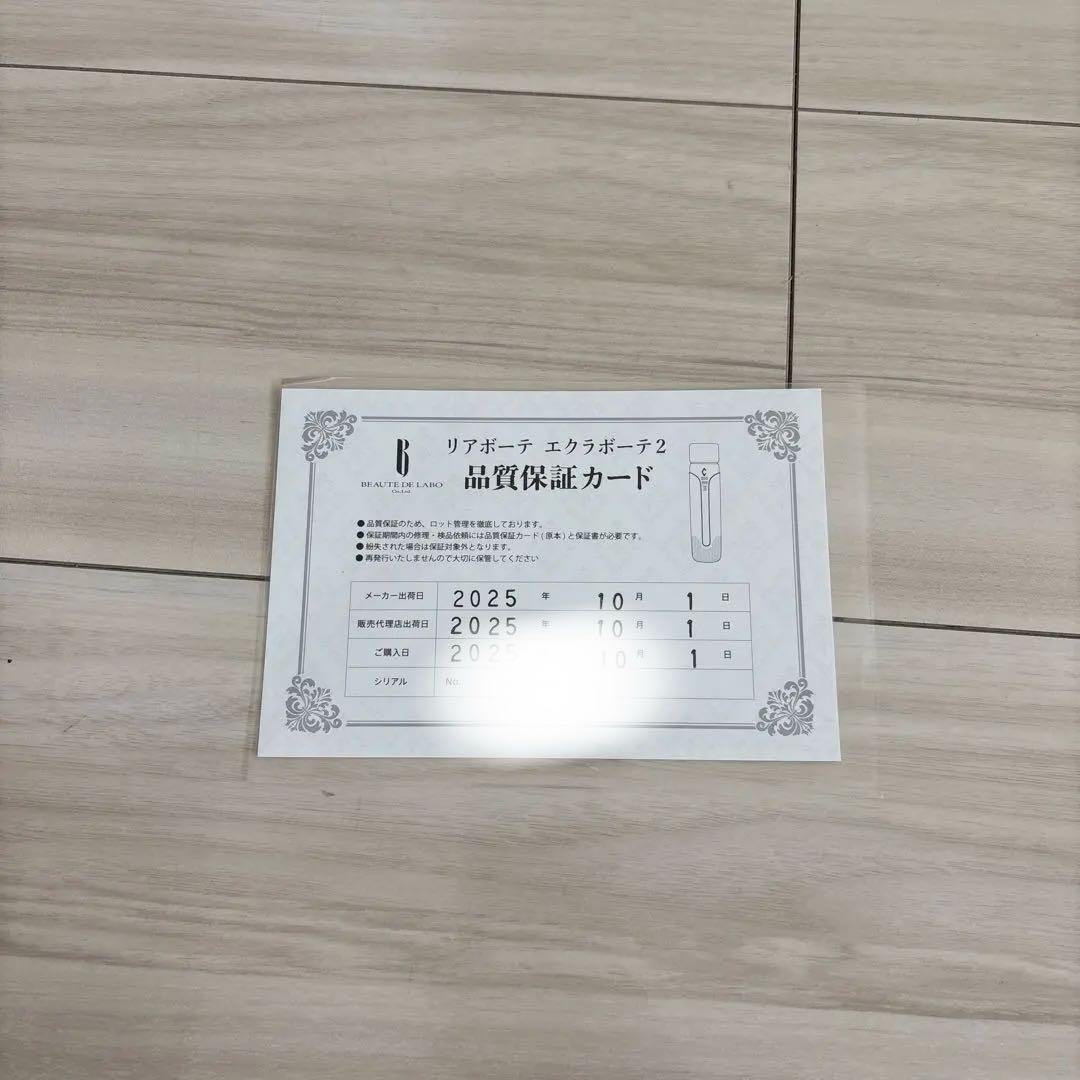 リアボーテ エクラボーテ2
品質保証カード
B
BEAUTE DE LABO
Co.,Ltd.
●品質保証のため、ロット管理を徹底しております。
●保証期間内の修理・検品依頼には品質保証カード(原本)と保証書が必要です。
●紛失された場合は保証対象外となります。
●再発行いたしませんので大切に保管してください
メーカー出荷日 2025 年 10 月 1 日
販売代理店出荷日 2025 年 10 月 1 日
ご購入日 2025 10 月 1 日
シリアル No.